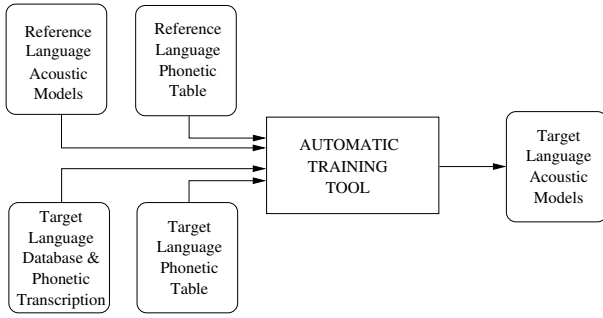 Reference
Language
Acoustic
Models
Reference
Language
Phonetic
Table
AUTOMATIC
TRAINING
TOOL
Target
Language
Acoustic
Models
Target
Language
Database &
Phonetic
Transcription
Target
Language
Phonetic
Table